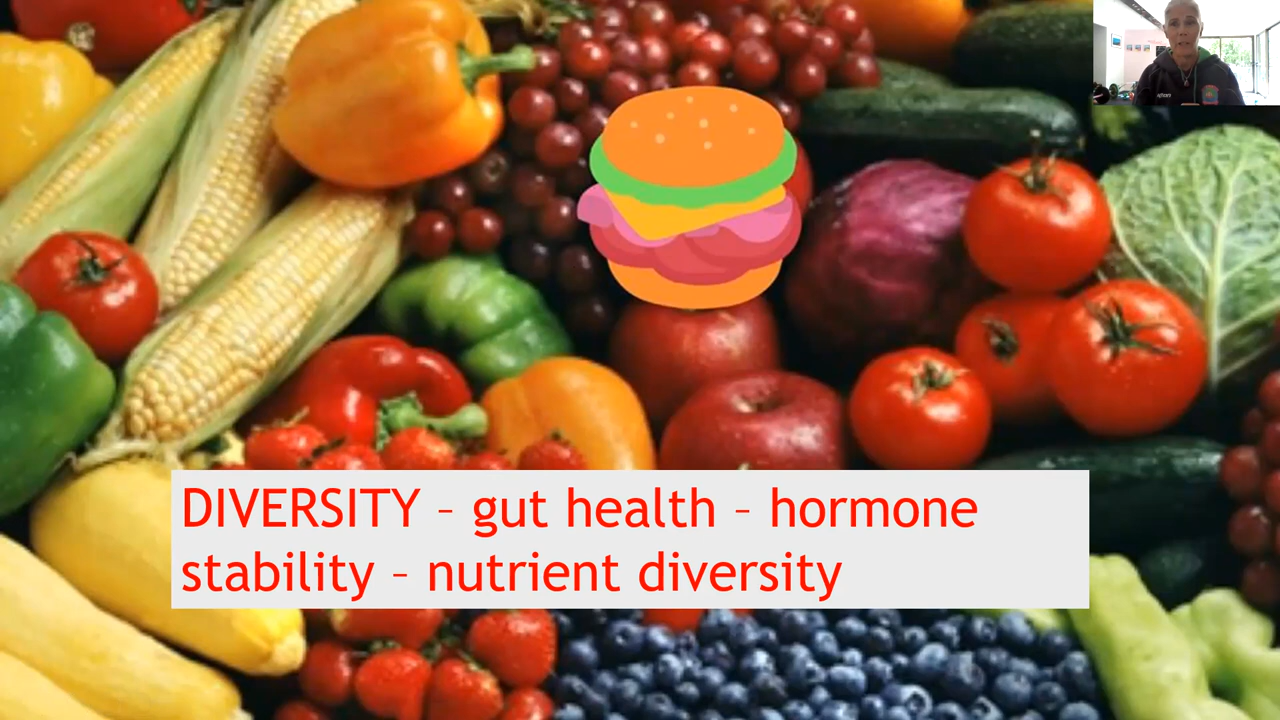 DIVERSITY – gut health – hormone
stability – nutrient diversity